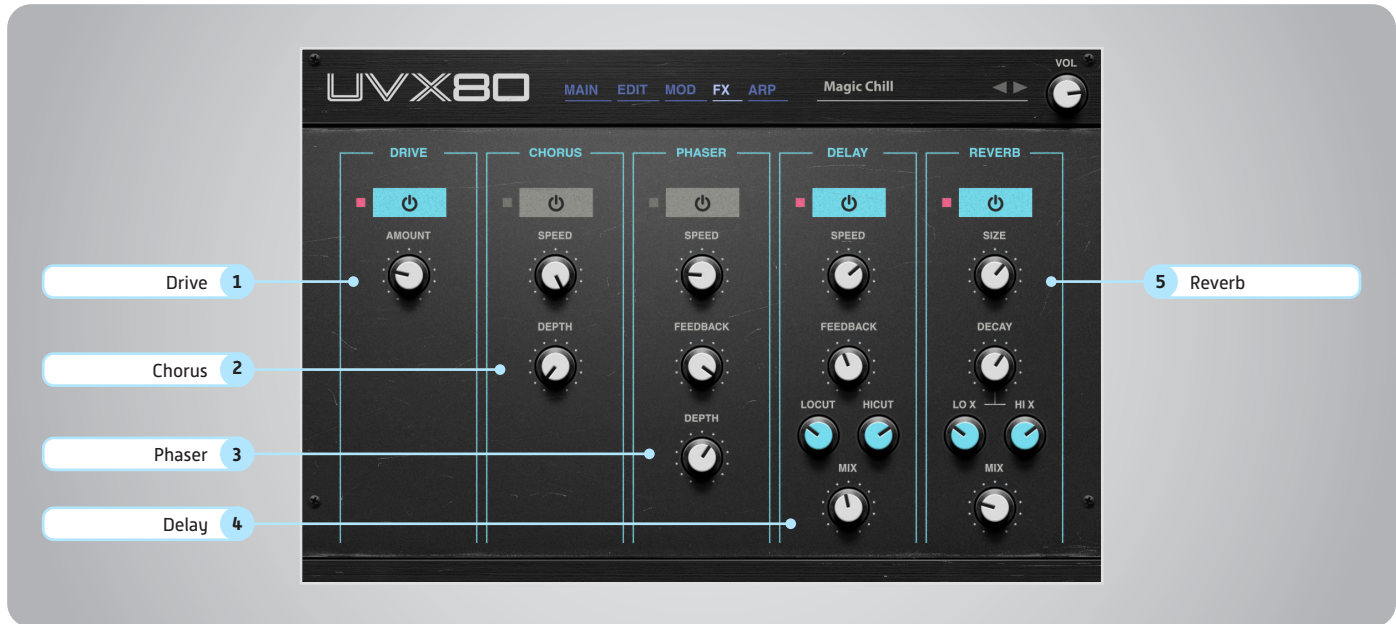 VOL
UVX80 MAIN EDIT MOD FX ARP Magic Chill
DRIVE CHORUS PHASER DELAY REVERB
AMOUNT SPEED SPEED SPEED SIZE
Drive 1
5 Reverb
DEPTH FEEDBACK FEEDBACK DECAY
Chorus 2
LOCUT HICUT LO X HI X
DEPTH
Phaser 3
MIX MIX
Delay 4